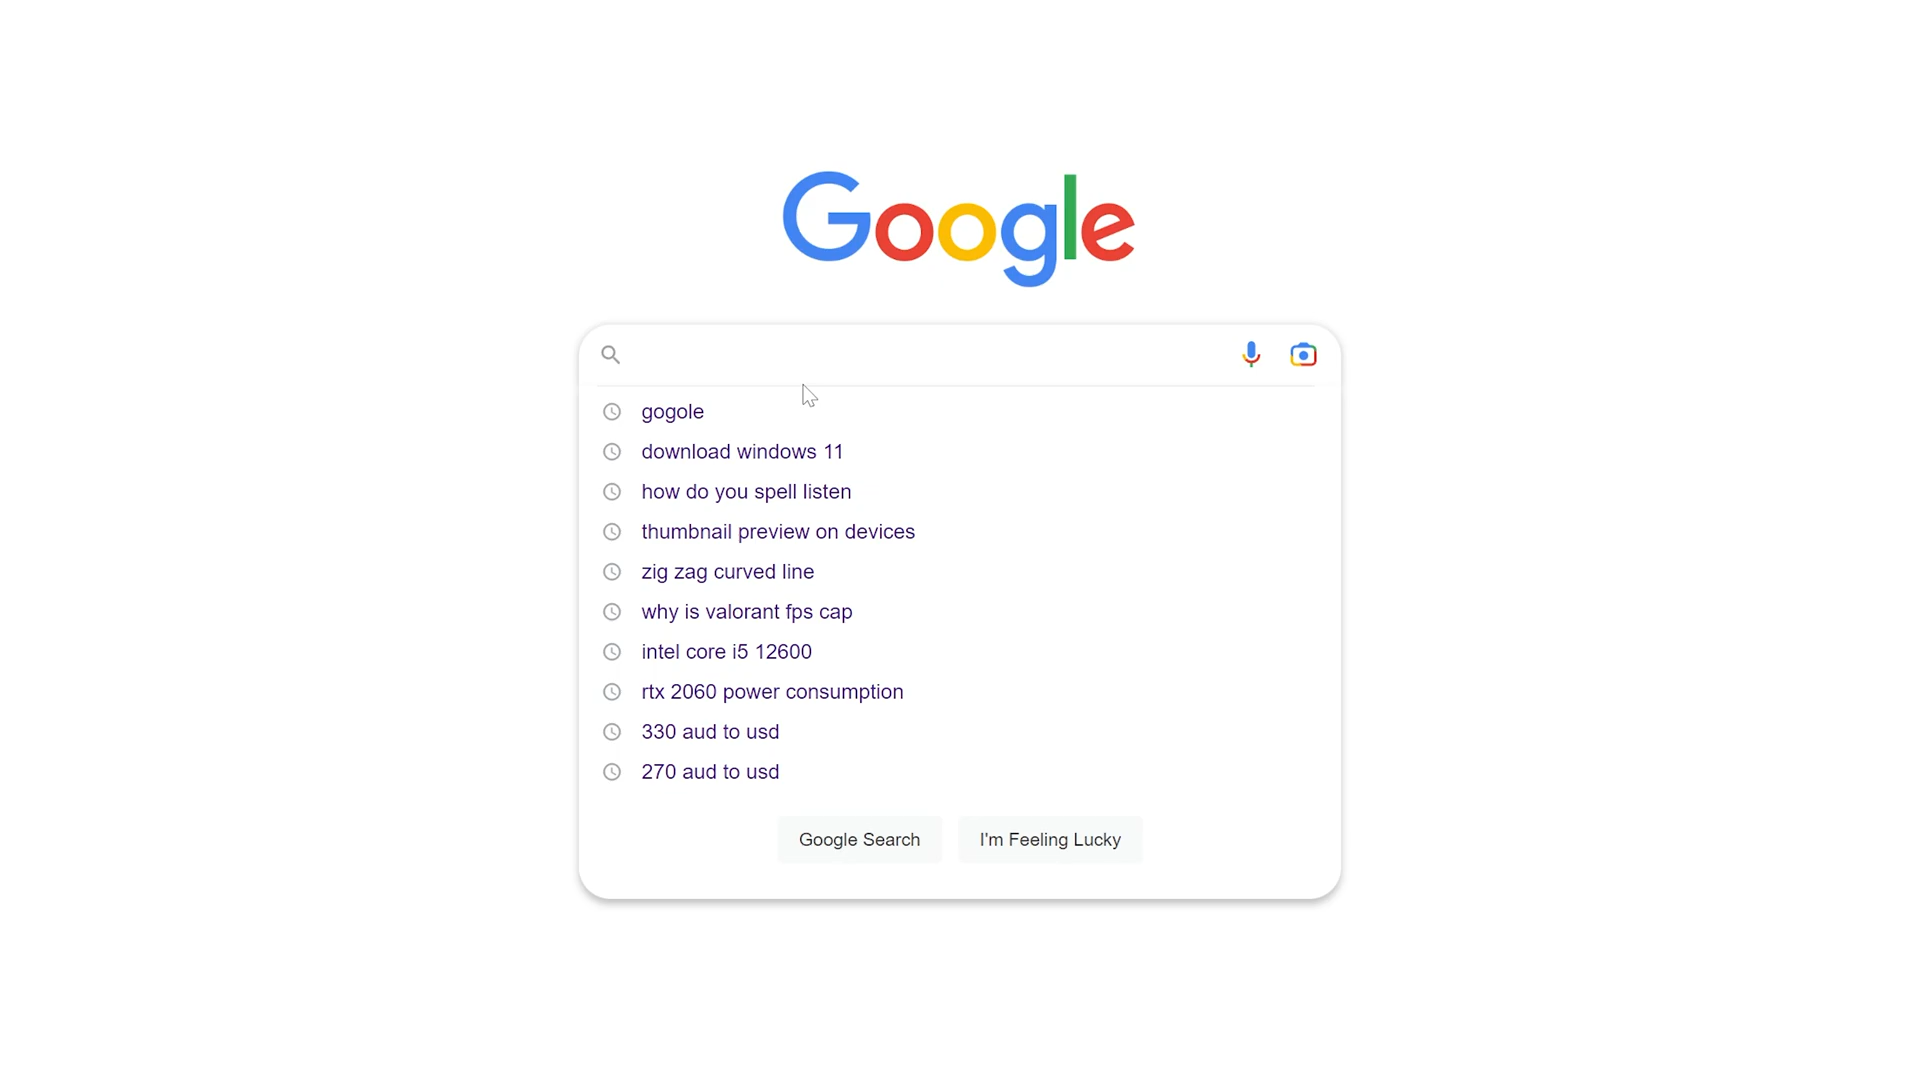 Google
gogole
download windows 11
how do you spell listen
thumbnail preview on devices
zig zag curved line
why is valorant fps cap
intel core i5 12600
rtx 2060 power consumption
330 aud to usd
270 aud to usd
Google Search
I'm Feeling Lucky